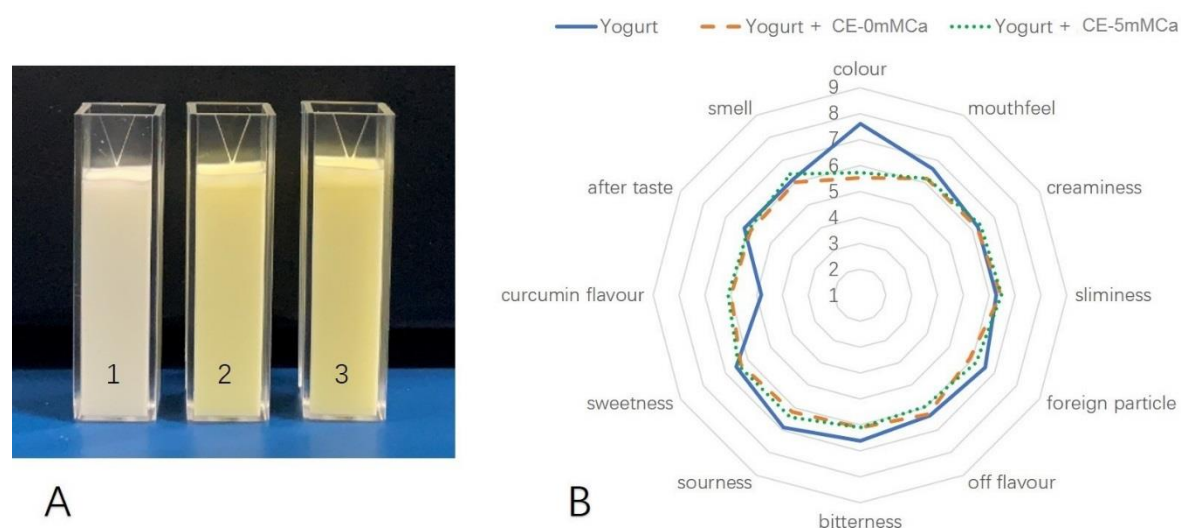 Yogurt Yogurt + CE-0mMCa Yogurt + CE-5mMCa
colour
9
8
7
6
5
4
3
2
1
mouthfeel
creaminess
sliminess
foreign particle
off flavour
bitterness
sourness
sweetness
curcumin flavour
after taste
smell
1 2 3
A B